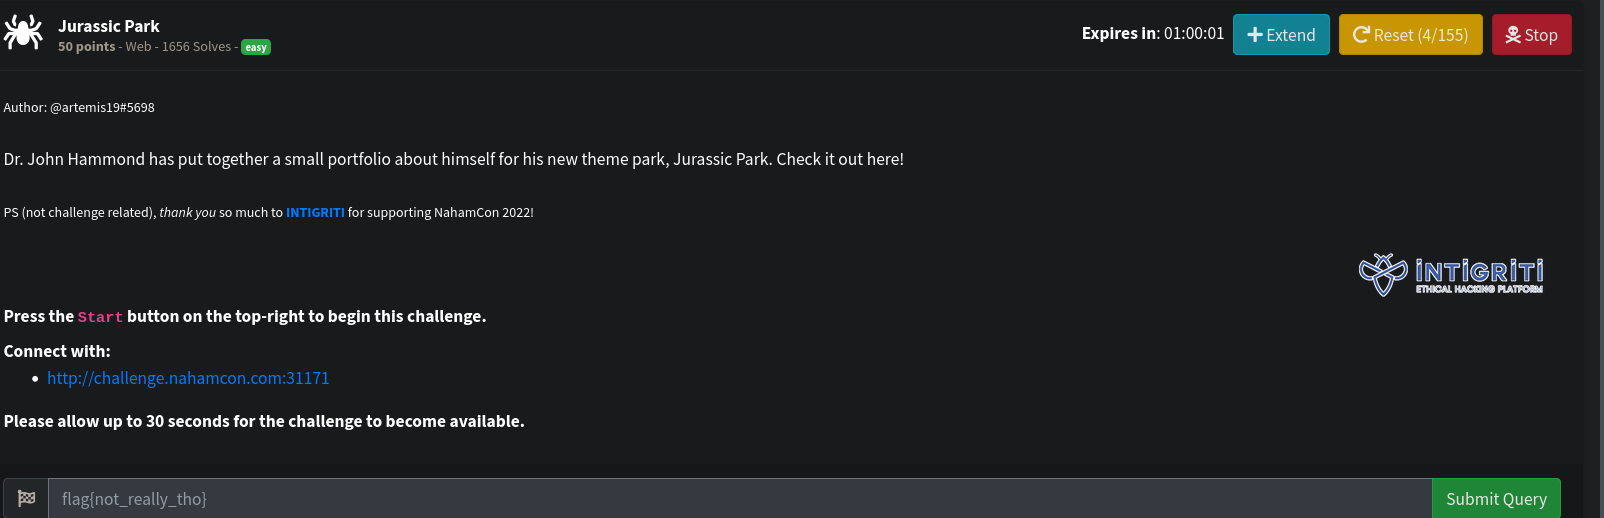 Jurassic Park
50 points - Web - 1656 Solves - easy
Expires in: 01:00:01
Extend
Reset (4/155)
Stop
Author: @artemis19#5698
Dr. John Hammond has put together a small portfolio about himself for his new theme park, Jurassic Park. Check it out here!
PS (not challenge related), thank you so much to INTIGRITI for supporting NahamCon 2022!
INTIGRITI
ETHICAL HACKING PLATFORM
Press the Start button on the top-right to begin this challenge.
Connect with:
• http://challenge.nahamcon.com:31171
Please allow up to 30 seconds for the challenge to become available.
flag{not_really_tho}
Submit Query